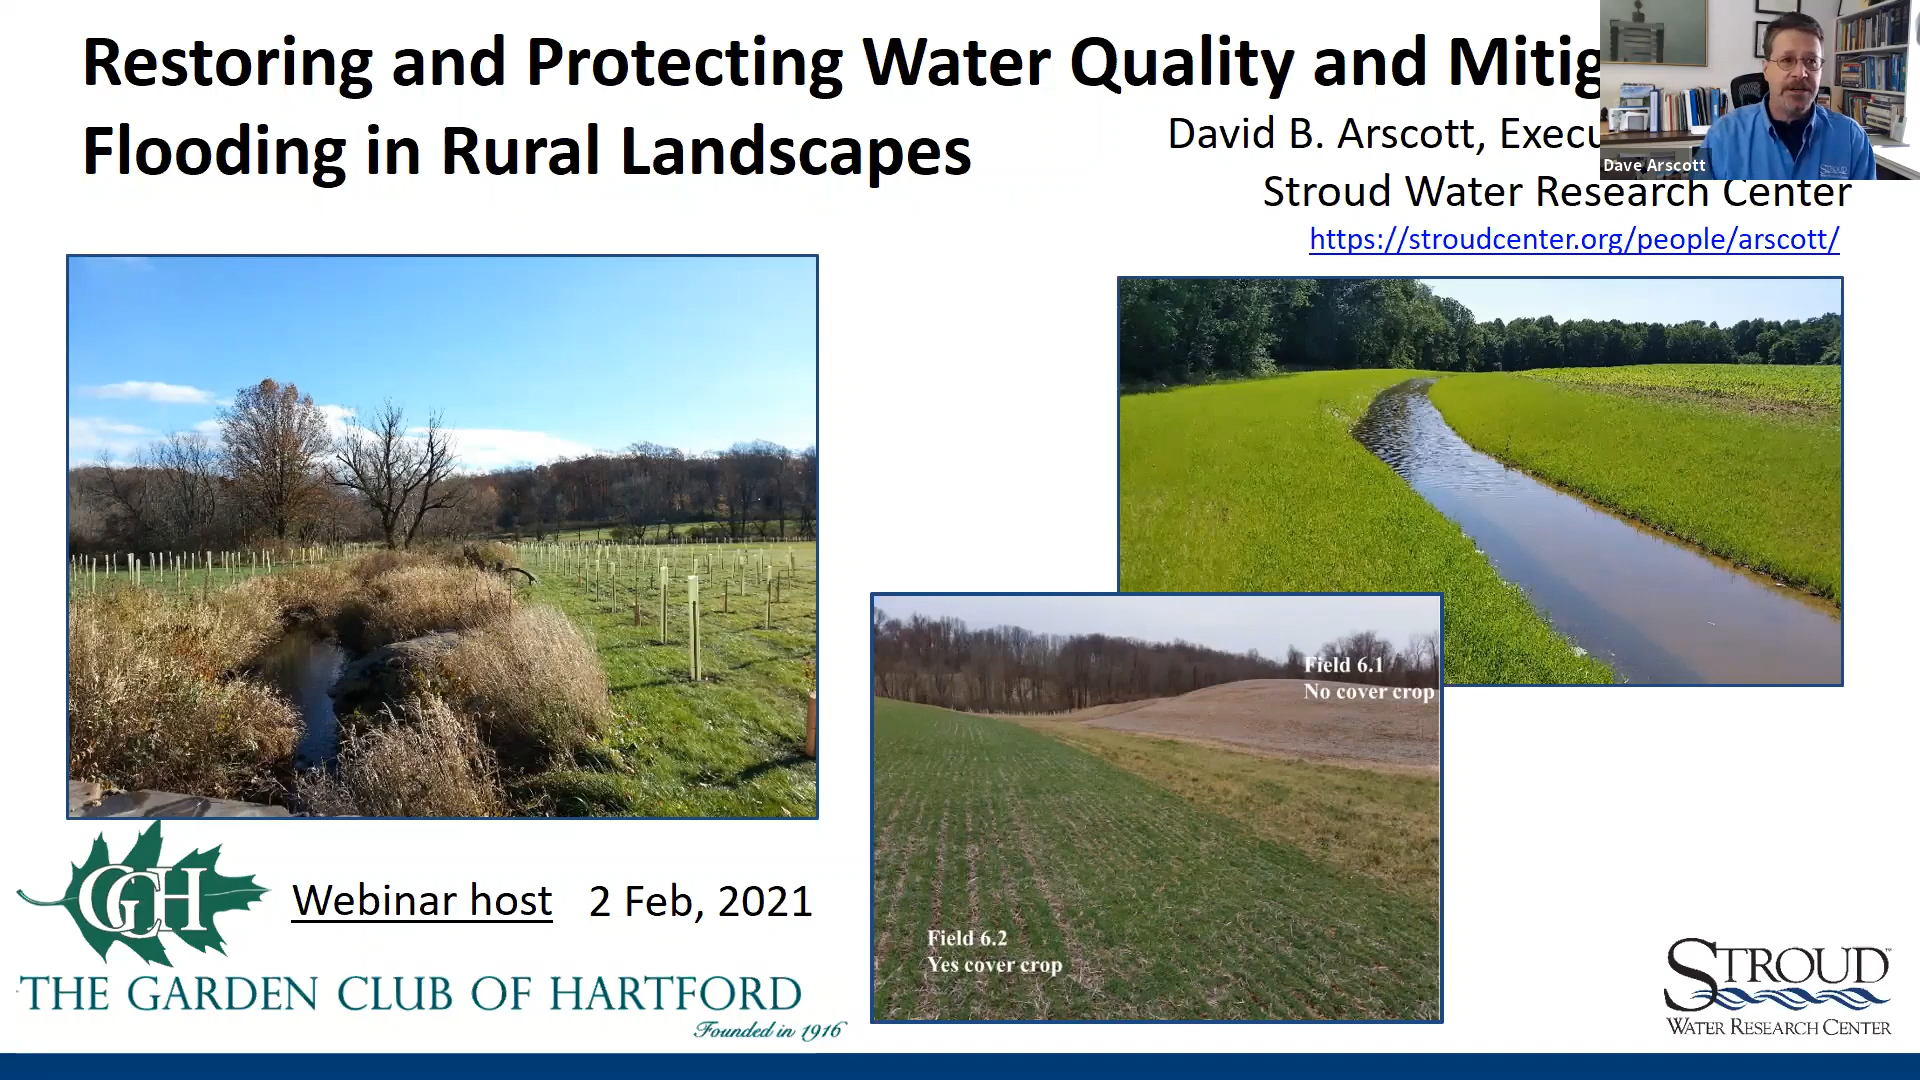 Restoring and Protecting Water Quality and Mitig
Flooding in Rural Landscapes
David B. Arscott, Execu
Dave Arscott
Stroud Water Research Center
https://stroudcenter.org/people/arscott/
Field 6.1
No cover crop
Field 6.2
Yes cover crop
GCH
Webinar host 2 Feb, 2021
THE GARDEN CLUB OF HARTFORD
Founded in 1916
STROUD™
WATER RESEARCH CENTER